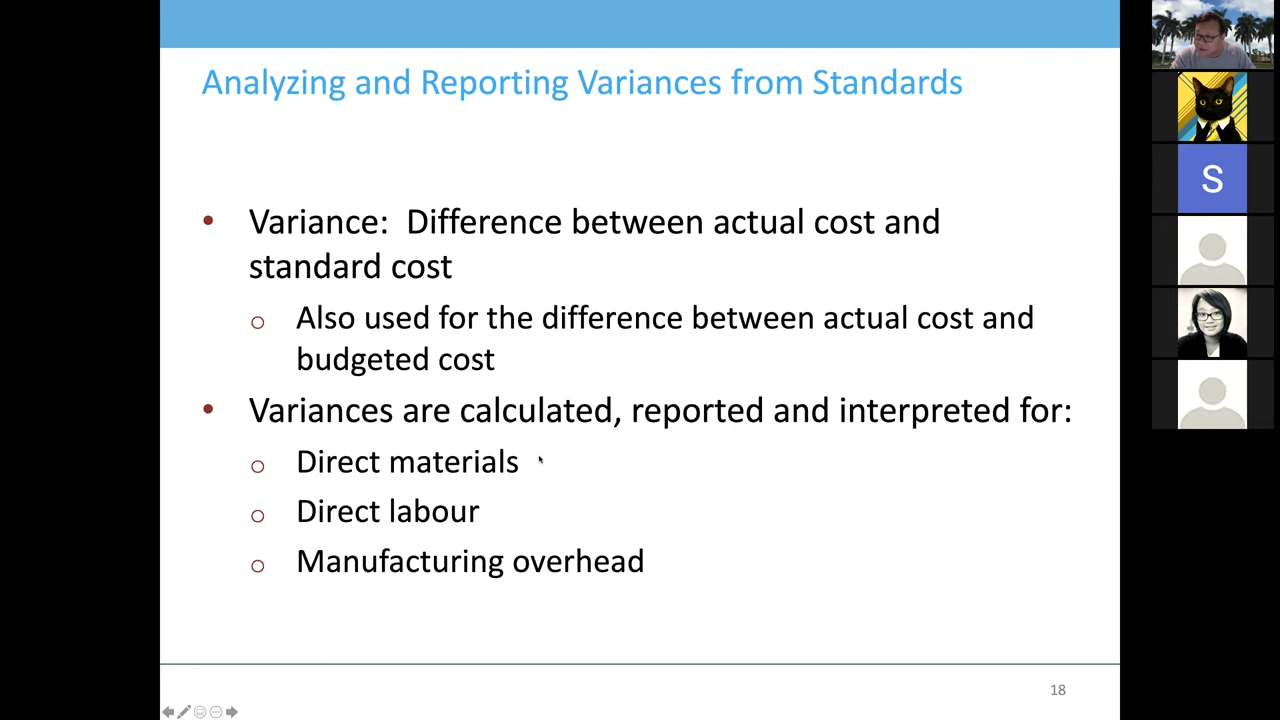 Analyzing and Reporting Variances from Standards
• Variance: Difference between actual cost and
standard cost
o Also used for the difference between actual cost and
budgeted cost
• Variances are calculated, reported and interpreted for:
o Direct materials
o Direct labour
o Manufacturing overhead
18
S